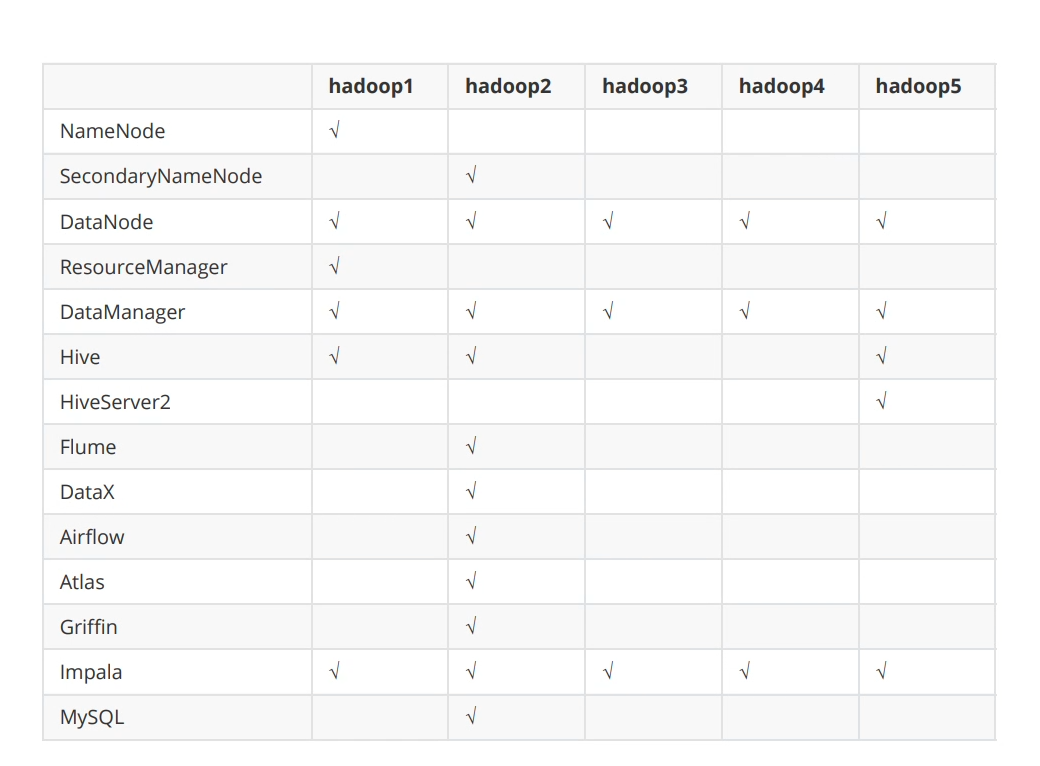 hadoop1 hadoop2 hadoop3 hadoop4 hadoop5
NameNode √
SecondaryNameNode √
DataNode √ √ √ √ √
ResourceManager √
DataManager √ √ √ √ √
Hive √ √ √
HiveServer2 √
Flume √
DataX √
Airflow √
Atlas √
Griffin √
Impala √ √ √ √ √
MySQL √